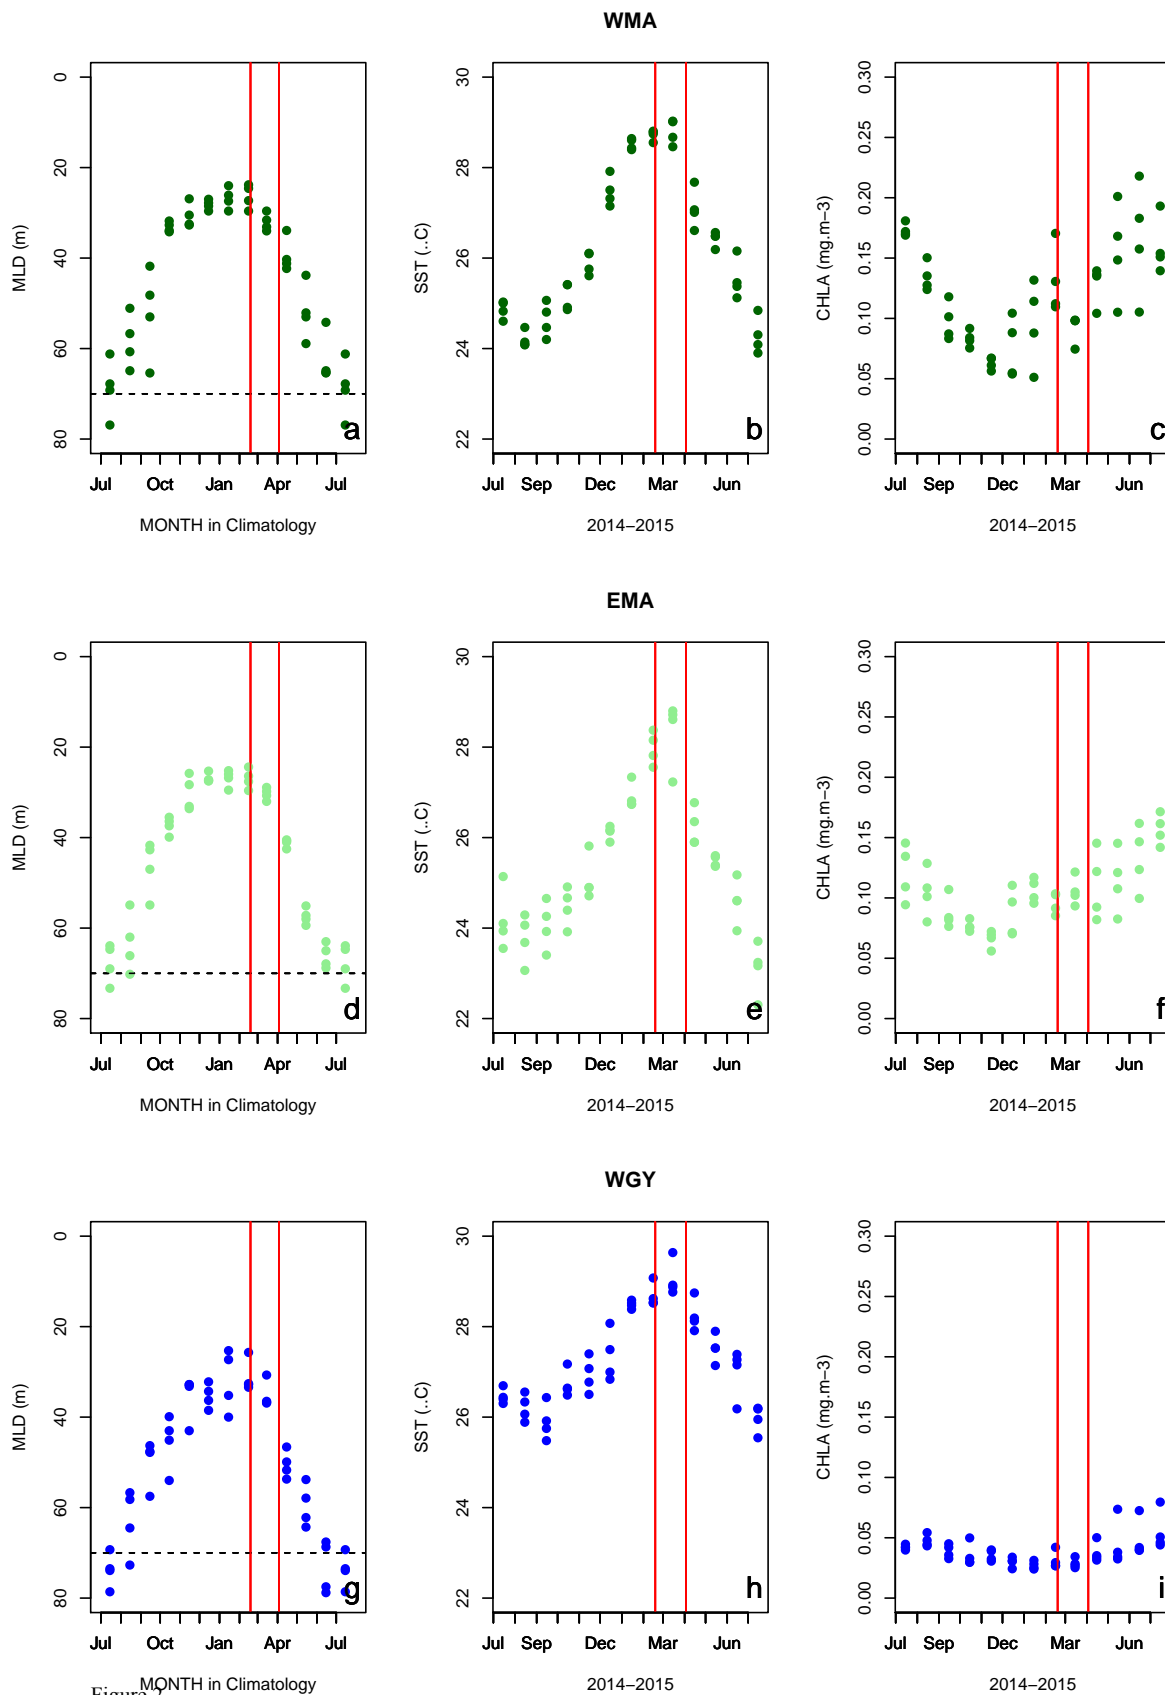 WMA
MLD (m)
0
20
40
60
80
a
Jul Oct Jan Apr Jul
MONTH in Climatology
SST (..C)
30
28
26
24
22
b
Jul Sep Dec Mar Jun
2014−2015
CHLA (mg.m−3)
0.30
0.25
0.20
0.15
0.10
0.05
0.00
c
Jul Sep Dec Mar Jun
2014−2015
EMA
MLD (m)
0
20
40
60
80
d
Jul Oct Jan Apr Jul
MONTH in Climatology
SST (..C)
30
28
26
24
22
e
Jul Sep Dec Mar Jun
2014−2015
CHLA (mg.m−3)
0.30
0.25
0.20
0.15
0.10
0.05
0.00
f
Jul Sep Dec Mar Jun
2014−2015
WGY
MLD (m)
0
20
40
60
80
g
Jul Oct Jan Apr Jul
MONTH in Climatology
SST (..C)
30
28
26
24
22
h
Jul Sep Dec Mar Jun
2014−2015
CHLA (mg.m−3)
0.30
0.25
0.20
0.15
0.10
0.05
0.00
i
Jul Sep Dec Mar Jun
2014−2015
Figure 2